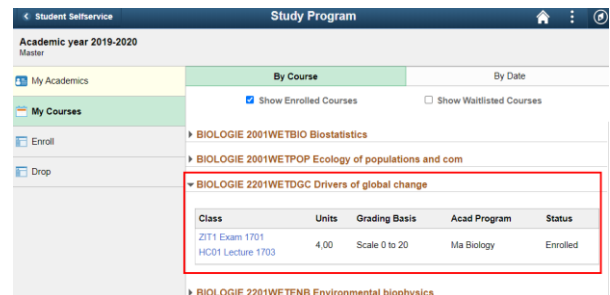 Student Selfservice
Study Program
Academic year 2019-2020
Master
My Academics
My Courses
Enroll
Drop
By Course
By Date
Show Enrolled Courses
Show Waitlisted Courses
BIOLOGIE 2001WETBIO Biostatistics
BIOLOGIE 2001WETPOP Ecology of populations and com
BIOLOGIE 2201WETDGC Drivers of global change
Class Units Grading Basis Acad Program Status
ZIT1 Exam 1701
HC01 Lecture 1703
4,00 Scale 0 to 20 Ma Biology Enrolled
BIOLOGIE 2201WETENB Environmental biophysics